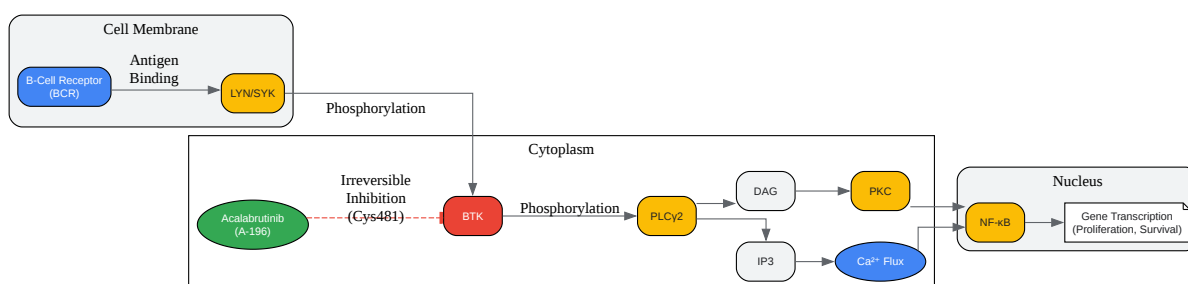 Cell Membrane
B-Cell Receptor
(BCR)
Antigen
Binding
LYN/SYK
Phosphorylation
Cytoplasm
Acalabrutinib
(A-196)
Irreversible
Inhibition
(Cys481)
BTK
Phosphorylation
PLCγ2
DAG
PKC
IP3
Ca²⁺ Flux
Nucleus
NF-κB
Gene Transcription
(Proliferation, Survival)